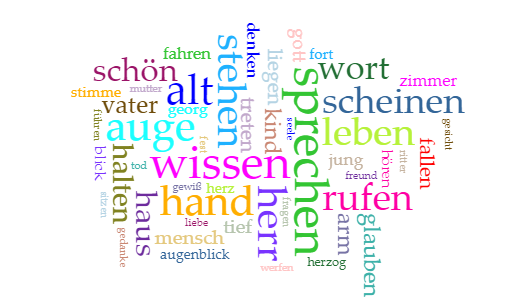 denken
gott
fahren
stehen
liegen
fort
schön
wort
zimmer
stimme
mutter
alt
sprechen
scheinen
vater
georg
treten
kind
führen
auge
seele
leben
gesicht
blick
fest
halten
tod
wissen
jung
hören
ritter
fallen
freund
gewiß
herz
sitzen
haus
hand
herr
fragen
rufen
liebe
arm
glauben
gedanke
mensch
tief
augenblick
werfen
herzog